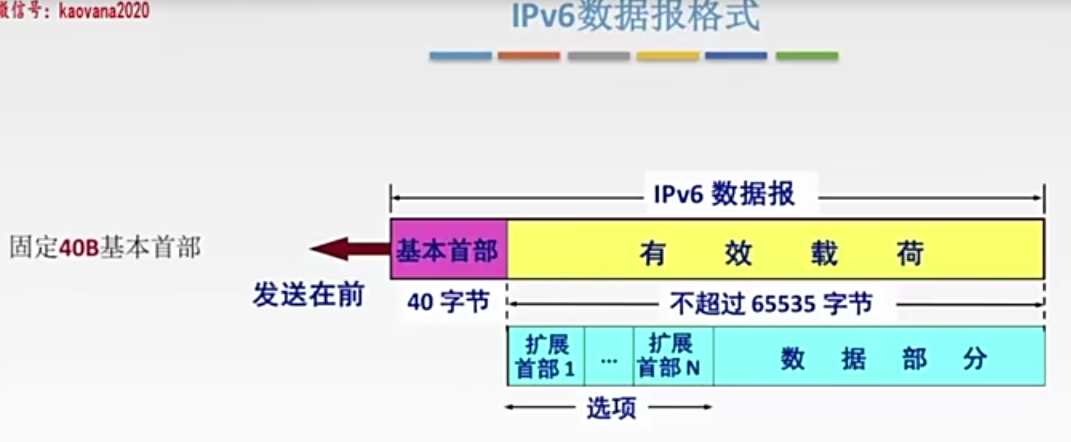 微信号：kaovana2020
IPv6数据报格式
IPv6 数据报
固定40B基本首部
基本首部
有 效 载 荷
发送在前
40 字节
不超过 65535 字节
扩展
首部 1
...
扩展
首部 N
数 据 部 分
选项